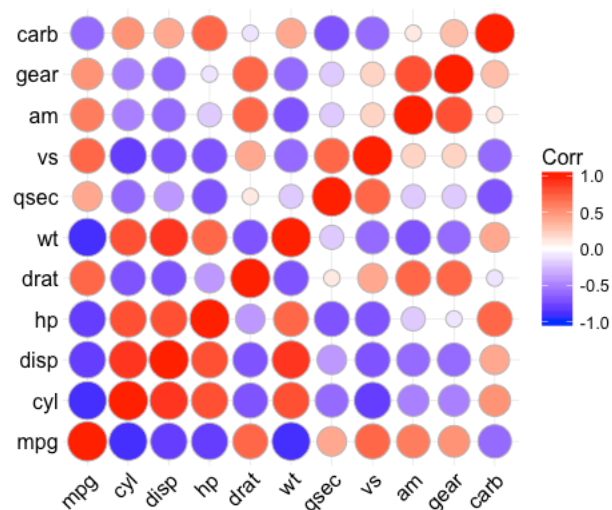 carb
gear
am
vs
qsec
wt
drat
hp
disp
cyl
mpg
mpg cyl disp hp drat wt qsec vs am gear carb
Corr
1.0
0.5
0.0
-0.5
-1.0